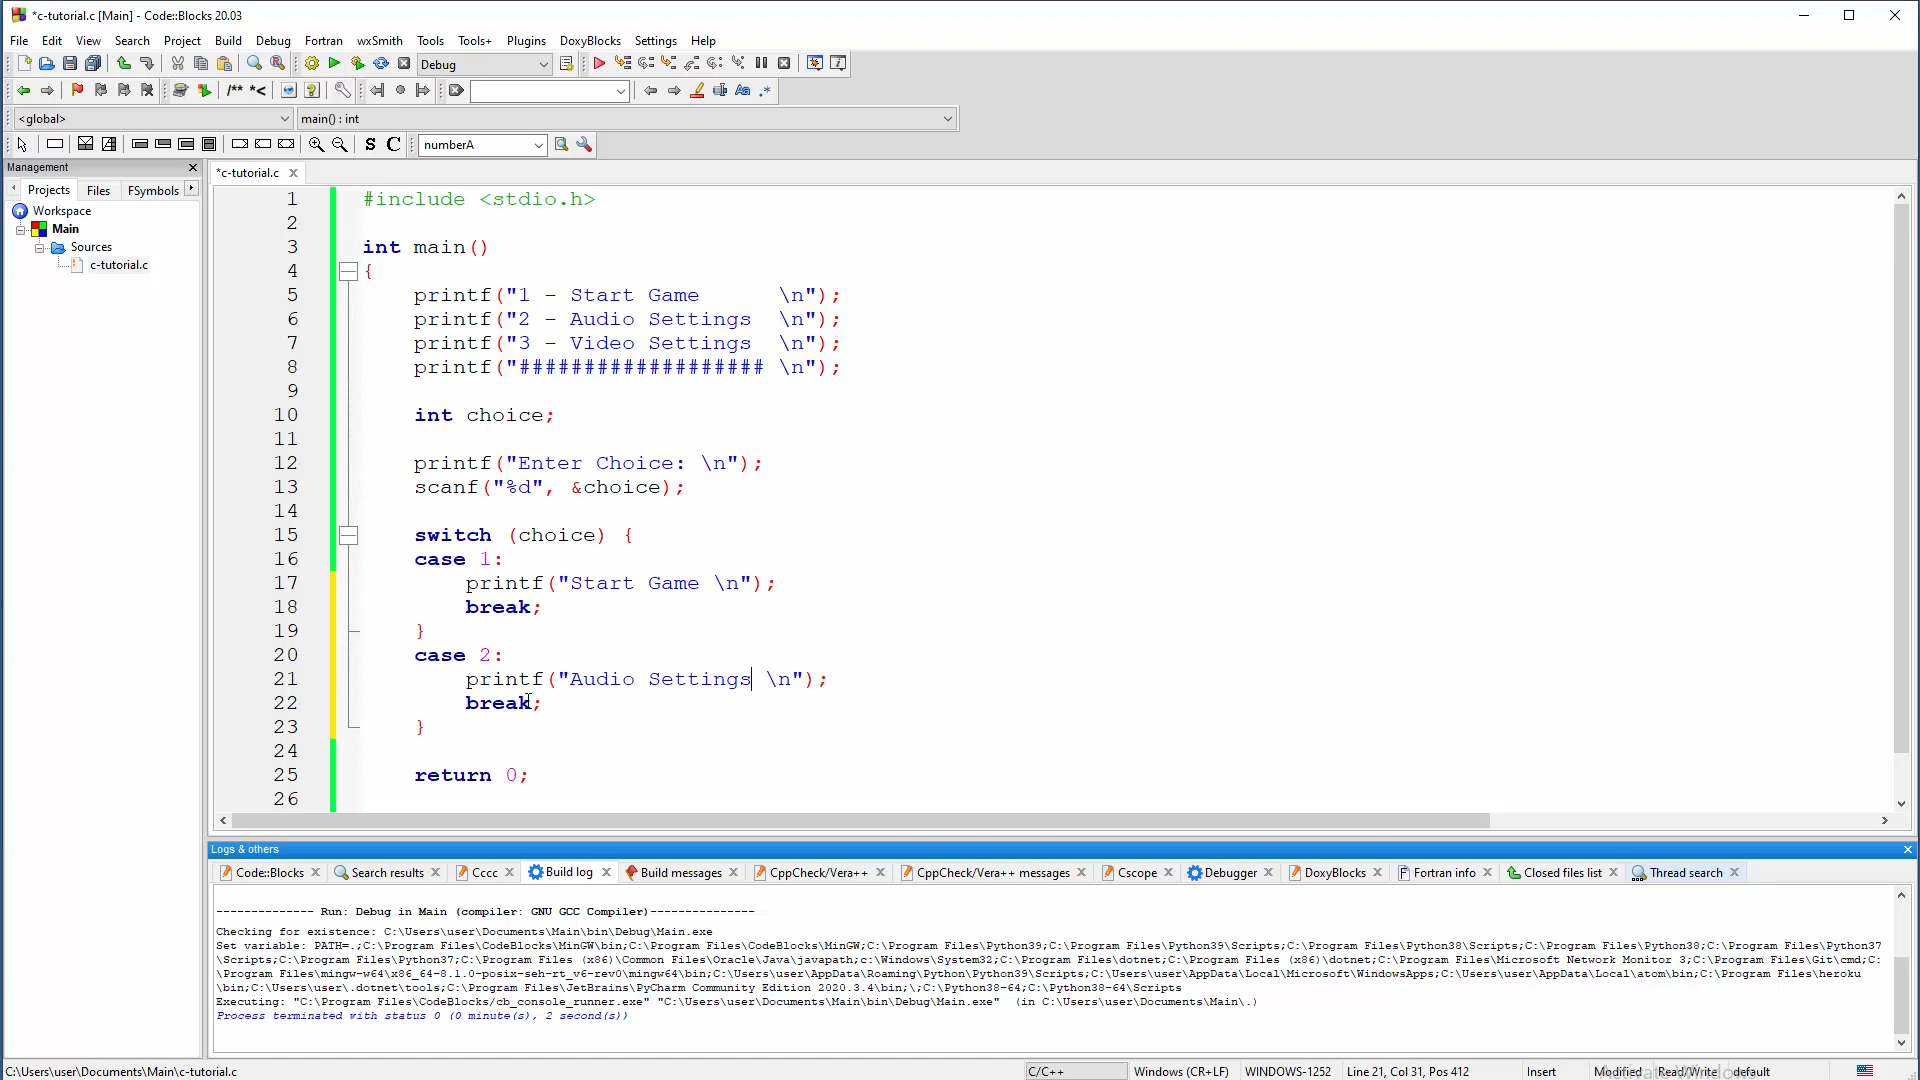 *c-tutorial.c [Main] - Code::Blocks 20.03
File Edit View Search Project Build Debug Fortran wxSmith Tools Tools+ Plugins DoxyBlocks Settings Help
Debug
/** *<
<global> main() : int
S C numberA
Management
Projects Files FSymbols
*c-tutorial.c
Workspace
Main
Sources
c-tutorial.c
1 #include <stdio.h>
2
3 int main()
4 {
5 printf("1 - Start Game \n");
6 printf("2 - Audio Settings \n");
7 printf("3 - Video Settings \n");
8 printf("################### \n");
9
10 int choice;
11
12 printf("Enter Choice: \n");
13 scanf("%d", &choice);
14
15 switch (choice) {
16 case 1:
17 printf("Start Game \n");
18 break;
19 }
20 case 2:
21 printf("Audio Settings \n");
22 break;
23 }
24
25 return 0;
26
Logs & others
Code::Blocks Search results Cccc Build log Build messages CppCheck/Vera++ CppCheck/Vera++ messages Cscope Debugger DoxyBlocks Fortran info Closed files list Thread search
-------------- Run: Debug in Main (compiler: GNU GCC Compiler)---------------
Checking for existence: C:\Users\user\Documents\Main\bin\Debug\Main.exe
Set variable: PATH=.;C:\Program Files\CodeBlocks\MinGW\bin;C:\Program Files\CodeBlocks\MinGW;C:\Program Files\Python39;C:\Program Files\Python39\Scripts;C:\Program Files\Python38\Scripts;C:\Program Files\Python38;C:\Program Files\Python37
\Scripts;C:\Program Files\Python37;C:\Program Files (x86)\Common Files\Oracle\Java\javapath;c:\Windows\System32;C:\Program Files\dotnet;C:\Program Files (x86)\dotnet;C:\Program Files\Microsoft Network Monitor 3;C:\Program Files\Git\cmd;C:
\Program Files\mingw-w64\x86_64-8.1.0-posix-seh-rt_v6-rev0\mingw64\bin;C:\Users\user\AppData\Roaming\Python\Python39\Scripts;C:\Users\user\AppData\Local\Microsoft\WindowsApps;C:\Users\user\AppData\Local\atom\bin;C:\Program Files\heroku
\bin;C:\Users\user\.dotnet\tools;C:\Program Files\JetBrains\PyCharm Community Edition 2020.3.4\bin;\;C:\Python38-64;C:\Python38-64\Scripts
Executing: "C:\Program Files\CodeBlocks/cb_console_runner.exe" "C:\Users\user\Documents\Main\bin\Debug\Main.exe" (in C:\Users\user\Documents\Main\.)
Process terminated with status 0 (0 minute(s), 2 second(s))
C:\Users\user\Documents\Main\c-tutorial.c C/C++ Windows (CR+LF) WINDOWS-1252 Line 21, Col 31, Pos 412 Insert Modified Read/Write default
Activate Windows